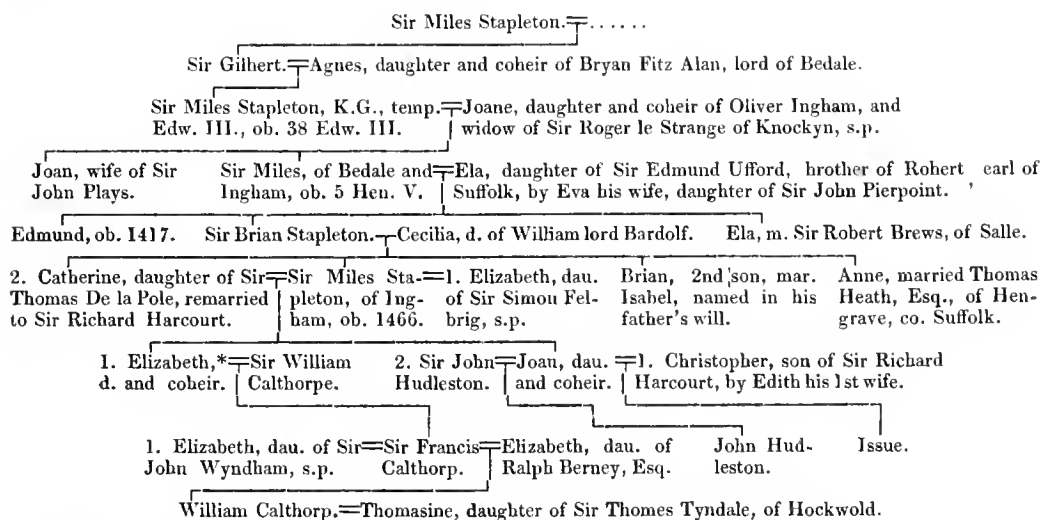 Sir Miles Stapleton.=......
Sir Gilbert.=Agnes, daughter and coheir of Bryan Fitz Alan, lord of Bedale.
Sir Miles Stapleton, K.G., temp.=Joane, daughter and coheir of Oliver Ingham, and
Edw. III., ob. 38 Edw. III. widow of Sir Roger le Strange of Knockyn, s.p.
Joan, wife of Sir Sir Miles, of Bedale and=Ela, daughter of Sir Edmund Ufford, brother of Robert earl of
John Plays. Ingham, ob. 5 Hen. V. Suffolk, by Eva his wife, daughter of Sir John Pierpoint.
Edmund, ob. 1417. Sir Brian Stapleton.=Cecilia, d. of William lord Bardolf. Ela, m. Sir Robert Brews, of Salle.
2. Catherine, daughter of Sir=Sir Miles Sta-=1. Elizabeth, dau. Brian, 2nd son, mar. Anne, married Thomas
Thomas De la Pole, remarried pleton, of Ing- of Sir Simon Fel- Isabel, named in his Heath, Esq., of Hen-
to Sir Richard Harcourt. ham, ob. 1466. brig, s.p. father's will. grave, co. Suffolk.
1. Elizabeth,*=Sir William 2. Sir John=Joan, dau. =1. Christopher, son of Sir Richard
d. and coheir. Calthorpe. Hudleston. and coheir. Harcourt, by Edith his 1st wife.
1. Elizabeth, dau. of Sir=Sir Francis=Elizabeth, dau. of John Hud- Issue.
John Wyndham, s.p. Calthorp. Ralph Berney, Esq. leston.
William Calthorp.=Thomasine, daughter of Sir Thomes Tyndale, of Hockwold.